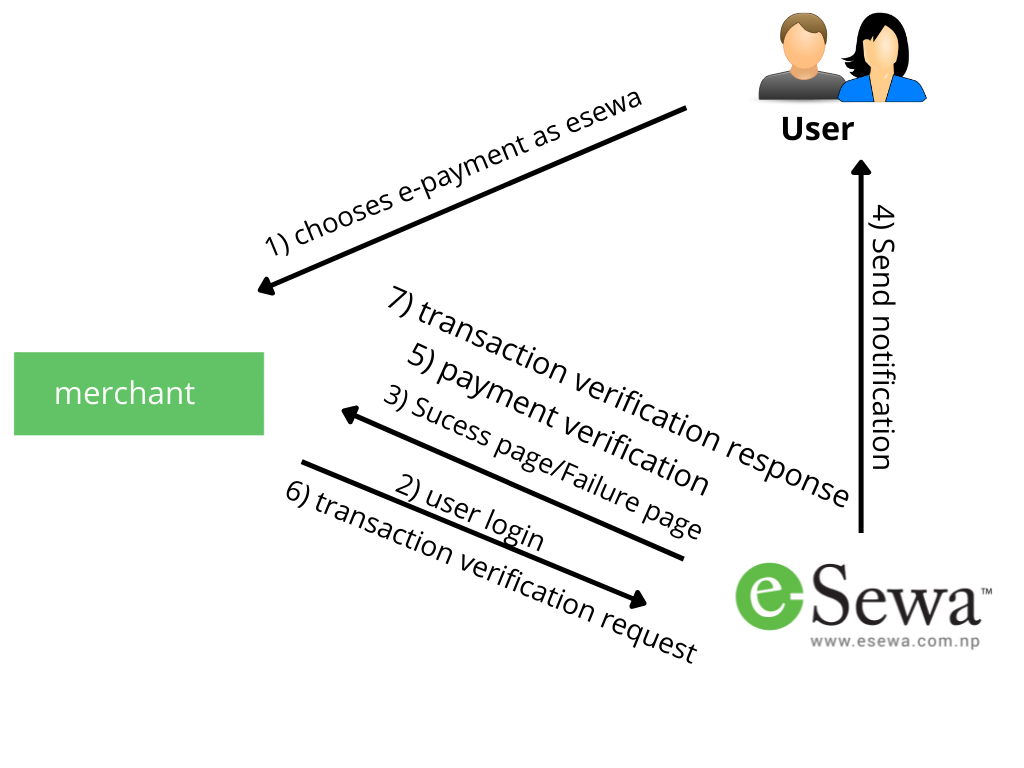 User
1) chooses e-payment as esewa
4) Send notification
7) transaction verification response
5) payment verification
3) Sucess page/Failure page
merchant
2) user login
6) transaction verification request
e-Sewa™
www.esewa.com.np